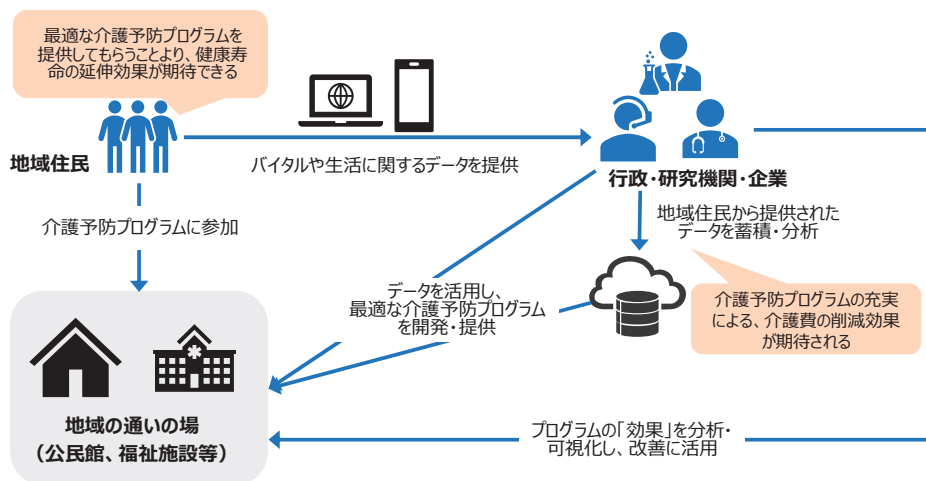 最適な介護予防プログラムを
提供してもらうことより、健康寿
命の延伸効果が期待できる
地域住民
バイタルや生活に関するデータを提供
行政・研究機関・企業
介護予防プログラムに参加
地域住民から提供された
データを蓄積・分析
データを活用し、
最適な介護予防プログラム
を開発・提供
介護予防プログラムの充実
による、介護費の削減効果
が期待される
地域の通いの場
（公民館、福祉施設等）
プログラムの「効果」を分析・
可視化し、改善に活用